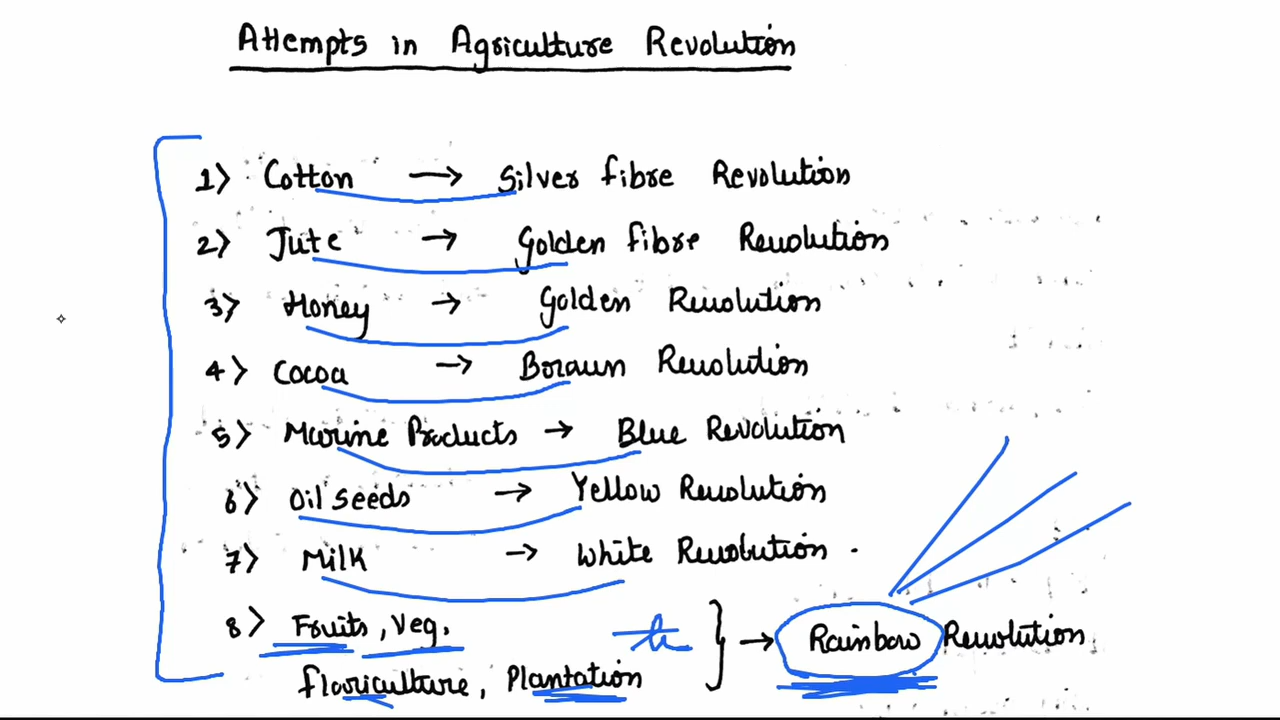 Attempts in Agriculture Revolution
1) Cotton → Silver fibre Revolution
2) Jute → Golden fibre Revolution
3) Honey → Golden Revolution
4) Cocoa → Braun Revolution
5) Marine Products → Blue Revolution
6) Oil seeds → Yellow Revolution
7) Milk → White Revolution .
8) Fruits, Veg. } → Rainbow Revolution
floriculture, Plantation